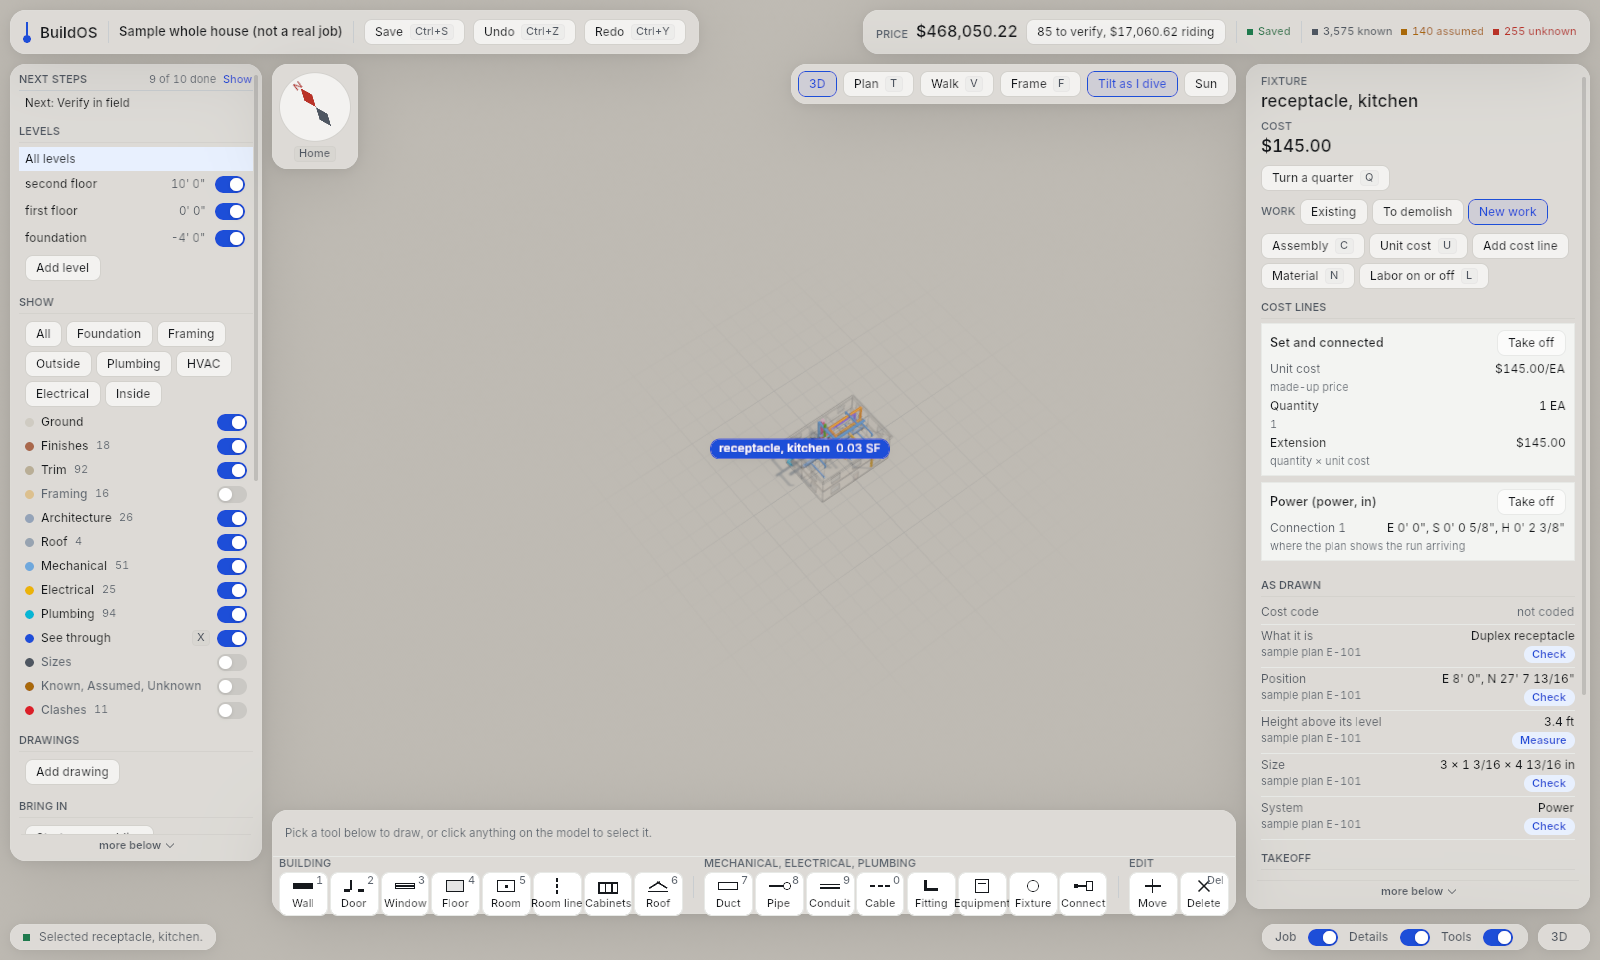 BuildOS
Sample whole house (not a real job)
Save Ctrl+S
Undo Ctrl+Z
Redo Ctrl+Y
PRICE $468,050.22
85 to verify, $17,060.62 riding
Saved
3,575 known
140 assumed
255 unknown
NEXT STEPS 9 of 10 done Show
Next: Verify in field
LEVELS
All levels
second floor 10' 0"
first floor 0' 0"
foundation -4' 0"
Add level
SHOW
All Foundation Framing
Outside Plumbing HVAC
Electrical Inside
Ground
Finishes 18
Trim 92
Framing 16
Architecture 26
Roof 4
Mechanical 51
Electrical 25
Plumbing 94
See through X
Sizes
Known, Assumed, Unknown
Clashes 11
DRAWINGS
Add drawing
BRING IN
more below
N
Home
3D
Plan T
Walk V
Frame F
Tilt as I dive
Sun
receptacle, kitchen 0.03 SF
Pick a tool below to draw, or click anything on the model to select it.
BUILDING
Wall 1
Door 2
Window 3
Floor 4
Room 5
Room line
Cabinets
Roof 6
MECHANICAL, ELECTRICAL, PLUMBING
Duct 7
Pipe 8
Conduit 9
Cable 0
Fitting
Equipment
Fixture
Connect
EDIT
Move
Delete Del
FIXTURE
receptacle, kitchen
COST
$145.00
Turn a quarter Q
WORK Existing To demolish New work
Assembly C Unit cost U Add cost line
Material N Labor on or off L
COST LINES
Set and connected Take off
Unit cost $145.00/EA
made-up price
Quantity 1 EA
1
Extension $145.00
quantity × unit cost
Power (power, in) Take off
Connection 1 E 0' 0", S 0' 0 5/8", H 0' 2 3/8"
where the plan shows the run arriving
AS DRAWN
Cost code not coded
What it is Duplex receptacle
sample plan E-101 Check
Position E 8' 0", N 27' 7 13/16"
sample plan E-101 Check
Height above its level 3.4 ft
sample plan E-101 Measure
Size 3 × 1 3/16 × 4 13/16 in
sample plan E-101 Check
System Power
sample plan E-101 Check
TAKEOFF
more below
Selected receptacle, kitchen.
Job Details Tools 3D